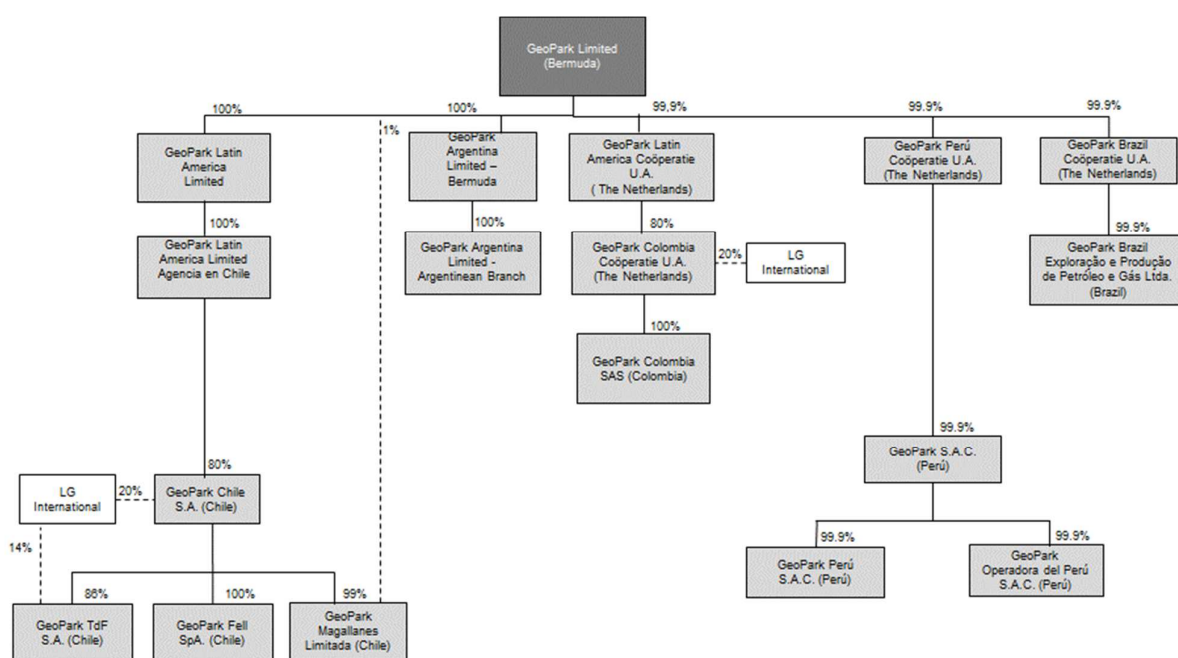 GeoPark Limited
(Bermuda)
100%
100%
99,9%
99.9%
99.9%
1%
GeoPark Latin
America
Limited
GeoPark
Argentina
Limited –
Bermuda
GeoPark Latin
America Coöperatie
U.A.
( The Netherlands)
GeoPark Perú
Coöperatie U.A.
(The Netherlands)
GeoPark Brazil
Coöperatie U.A.
(The Netherlands)
100%
100%
80%
99.9%
GeoPark Latin
America Limited
Agencia en Chile
GeoPark Argentina
Limited -
Argentinean Branch
GeoPark Colombia
Coöperatie U.A.
(The Netherlands)
20%
LG
International
GeoPark Brazil
Exploração e Produção
de Petróleo e Gás Ltda.
(Brazil)
100%
GeoPark Colombia
SAS (Colombia)
99.9%
GeoPark S.A.C.
(Perú)
80%
LG
International
20%
GeoPark Chile
S.A. (Chile)
99.9%
99.9%
GeoPark Perú
S.A.C. (Perú)
GeoPark
Operadora del Perú
S.A.C. (Perú)
14%
86%
100%
99%
GeoPark TdF
S.A. (Chile)
GeoPark Fell
SpA. (Chile)
GeoPark
Magallanes
Limitada (Chile)